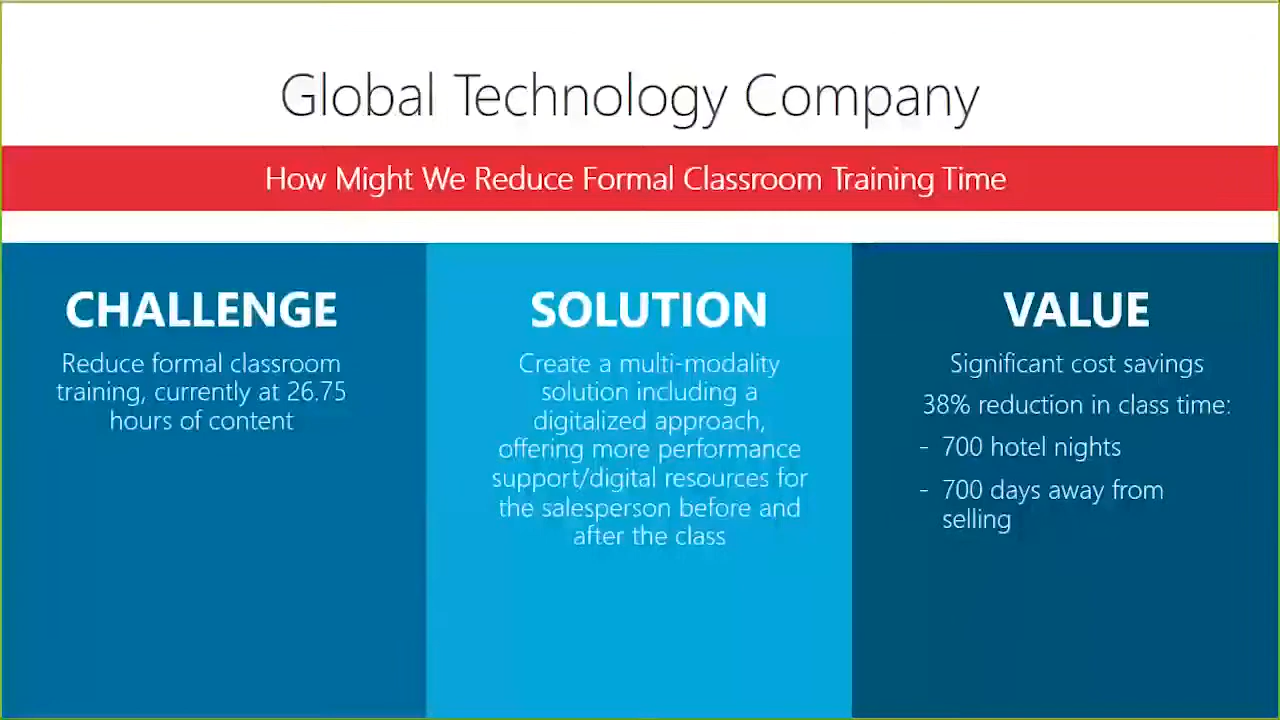 Global Technology Company
How Might We Reduce Formal Classroom Training Time
CHALLENGE
Reduce formal classroom
training, currently at 26.75
hours of content
SOLUTION
Create a multi-modality
solution including a
digitalized approach,
offering more performance
support/digital resources for
the salesperson before and
after the class
VALUE
Significant cost savings
38% reduction in class time:
- 700 hotel nights
- 700 days away from
selling